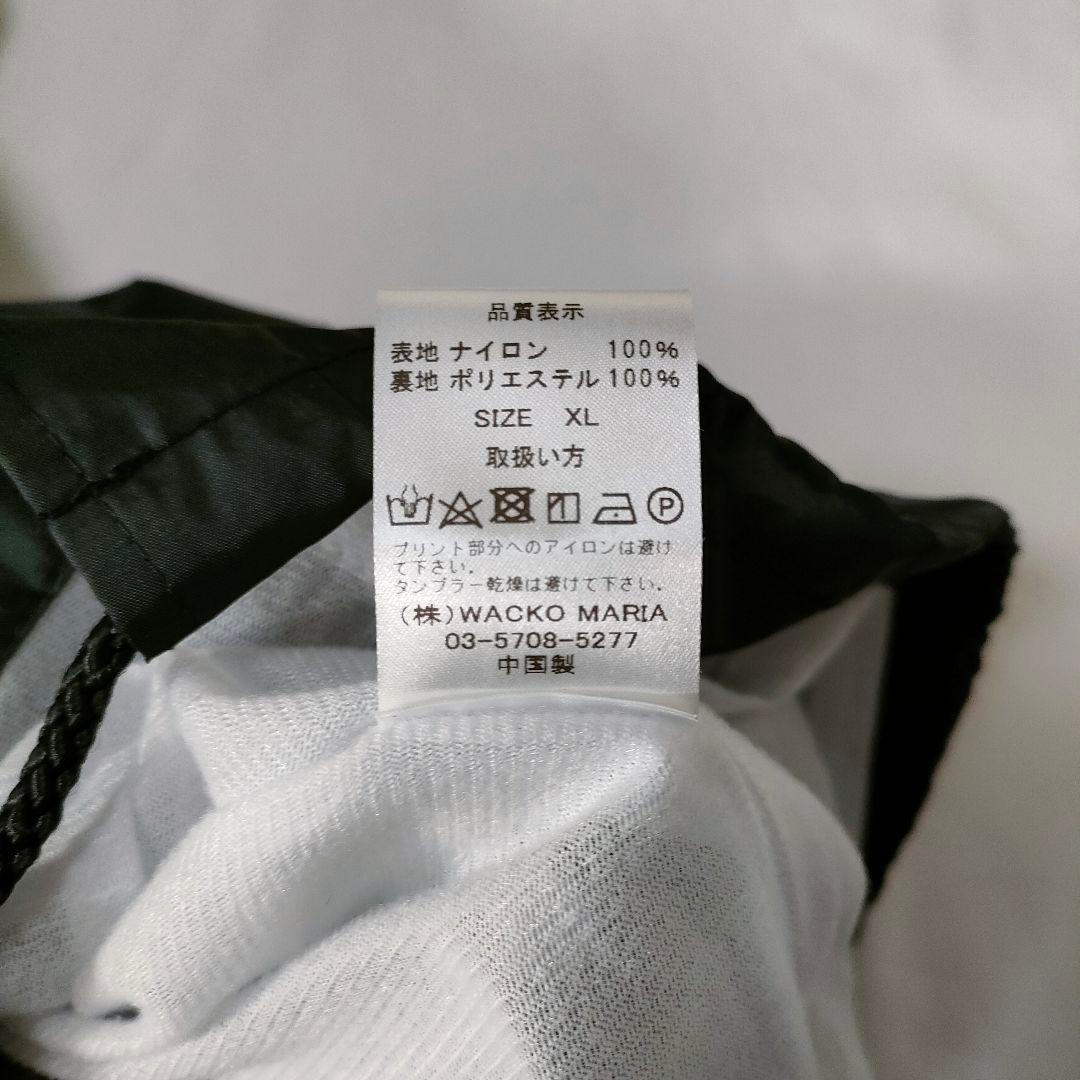 品質表示
表地 ナイロン 100%
裏地 ポリエステル 100%
SIZE XL
取扱い方
P
プリント部分へのアイロンは避け
て下さい。
タンブラー乾燥は避けて下さい。
(株)WACKO MARIA
03-5708-5277
中国製